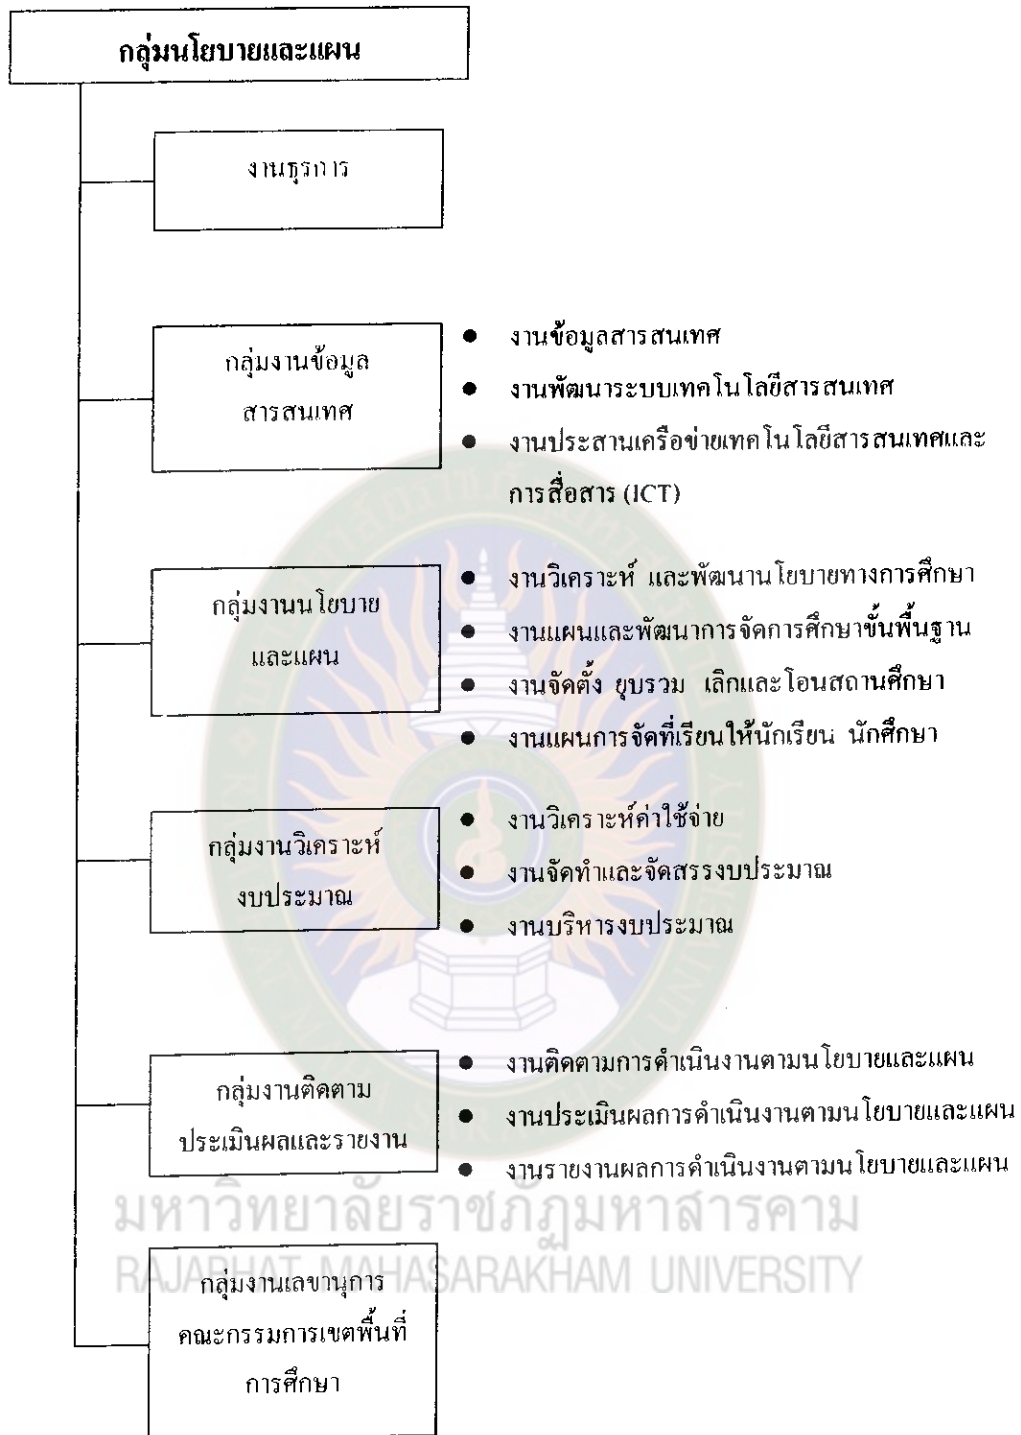 กลุ่มนโยบายและแผน
งานธุรการ
กลุ่มงานข้อมูล
สารสนเทศ
● งานข้อมูลสารสนเทศ
● งานพัฒนาระบบเทคโนโลยีสารสนเทศ
● งานประสานเครือข่ายเทคโนโลยีสารสนเทศและ
การสื่อสาร (ICT)
กลุ่มงานนโยบาย
และแผน
● งานวิเคราะห์ และพัฒนานโยบายทางการศึกษา
● งานแผนและพัฒนาการจัดการศึกษาขั้นพื้นฐาน
● งานจัดตั้ง ยุบรวม เลิกและโอนสถานศึกษา
● งานแผนการจัดที่เรียนให้นักเรียน นักศึกษา
กลุ่มงานวิเคราะห์
งบประมาณ
● งานวิเคราะห์ค่าใช้จ่าย
● งานจัดทำและจัดสรรงบประมาณ
● งานบริหารงบประมาณ
กลุ่มงานติดตาม
ประเมินผลและรายงาน
● งานติดตามการดำเนินงานตามนโยบายและแผน
● งานประเมินผลการดำเนินงานตามนโยบายและแผน
● งานรายงานผลการดำเนินงานตามนโยบายและแผน
มหาวิทยาลัยราชภัฏมหาสารคาม
RAJABHAT MAHASARAKHAM UNIVERSITY
กลุ่มงานเลขานุการ
คณะกรรมการเขตพื้นที่
การศึกษา